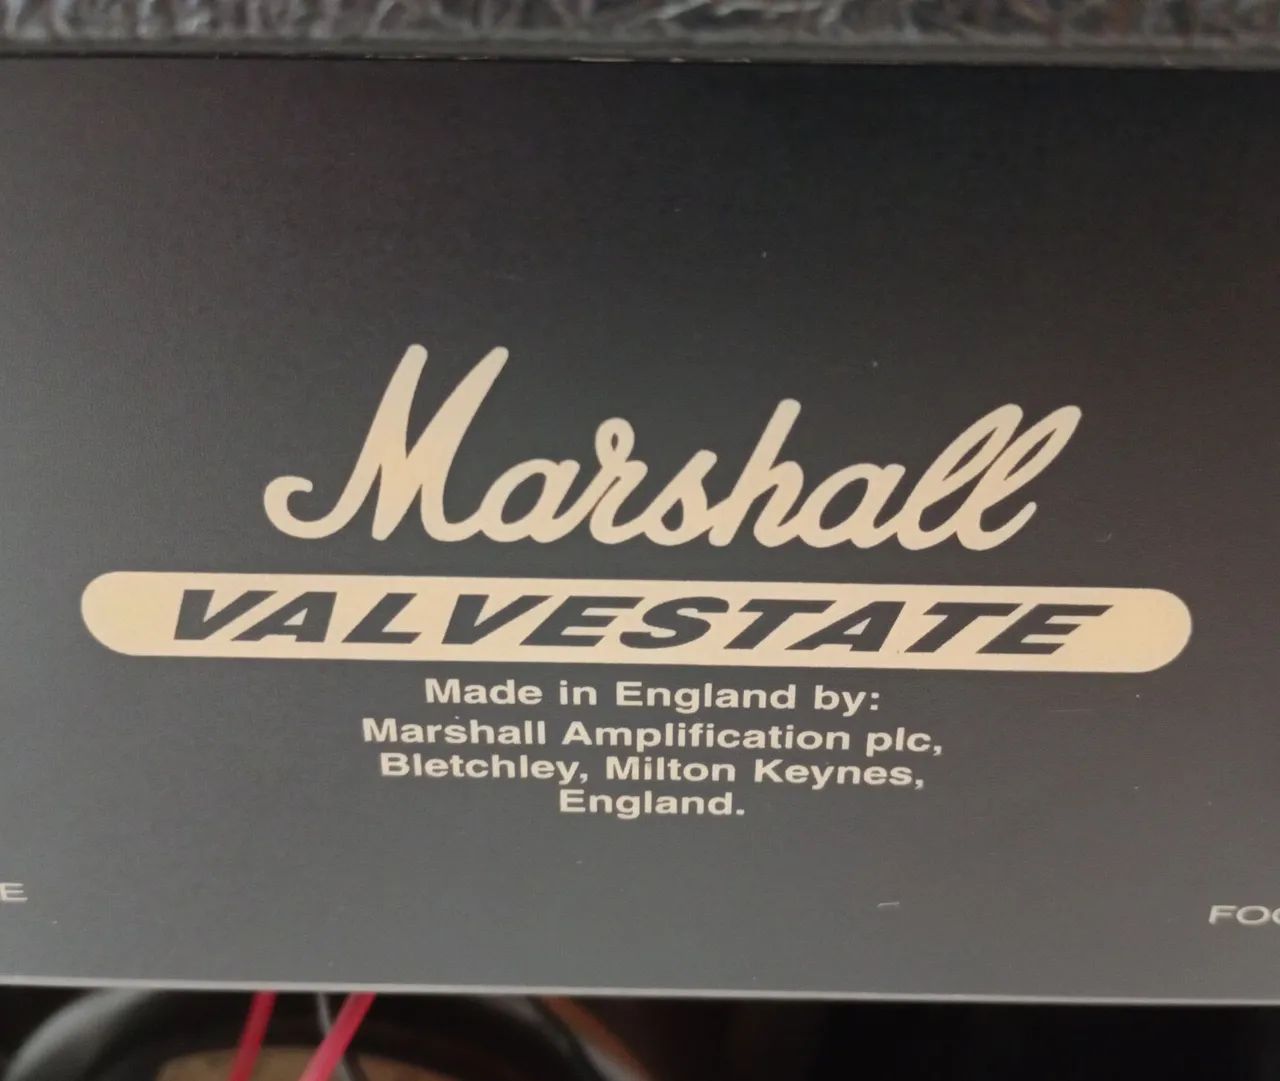 Marshall
VALVESTATE
Made in England by:
Marshall Amplification plc,
Bletchley, Milton Keynes,
England.